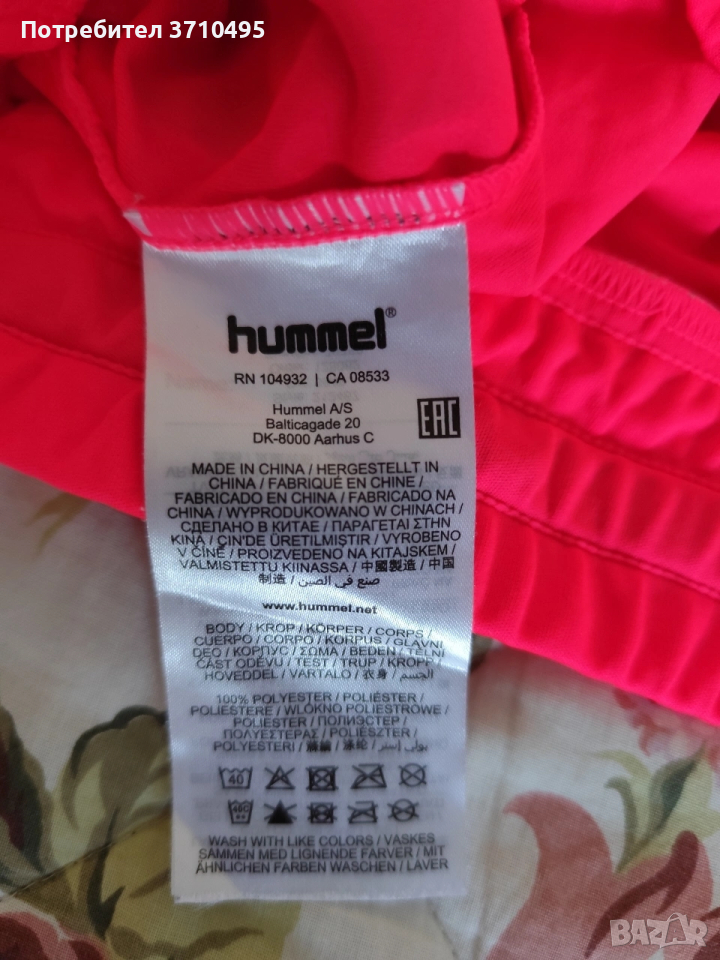 Потребител 3710495
hummel®
RN 104932 | CA 08533
Hummel A/S
Balticagade 20
DK-8000 Aarhus C
EAC
MADE IN CHINA / HERGESTELLT IN
CHINA / FABRIQUÉ EN CHINE /
FABRICADO EN CHINA / FABRICADO NA
CHINA / WYPRODUKOWANO W CHINACH /
СДЕЛАНО В КИТАЕ / ΠΑΡΑΓΕΤΑΙ ΣΤΗΝ
ΚΙΝΑ / ÇIN'DE ÜRETILMIŞTIR / VYROBENO
V ČÍNĚ / PROIZVEDENO NA KITAJSKEM /
VALMISTETTU KIINASSA / 中國製造 / 中国
制造 / صنع في الصين
www.hummel.net
BODY / KROP / KÖRPER / CORPS /
CUERPO / CORPO / KORPUS / GLAVNI
DEO / КОРПУС / ΣΩΜΑ / BEDEN / TELNÍ
ČÁST ODĚVU / TEST / TRUP / KROPP /
HOVEDDEL / VARTALO / 衣身 / الجسم
100% POLYESTER / POLIÉSTER /
POLIESTERE / WŁÓKNO POLIESTROWE /
POLIESTER / ПОЛИЭСТЕР /
ΠΟΛΥΕΣΤΕΡΑΣ / POLIÉSZTER /
POLYESTERI / 涤纶 / بولي إستر
40
WASH WITH LIKE COLORS / VASKES
SAMMEN MED LIGNENDE FARVER / MIT
ÄHNLICHEN FARBEN WASCHEN / LAVER
BAZAR